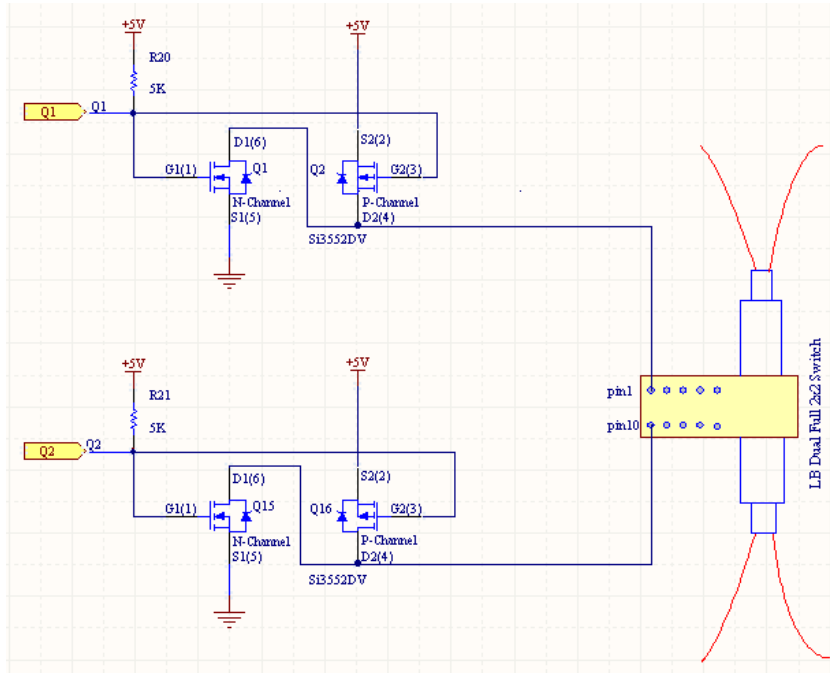 +5V
+5V
R20
5K
Q1
Q1
D1(6)
S2(2)
G1(1)
Q1
Q2
G2(3)
N-Channel
P-Channel
S1(5)
D2(4)
Si3552DV
+5V
+5V
R21
5K
pin1
pin10
LB Dual Full 2x2 Switch
Q2
Q2
D1(6)
S2(2)
G1(1)
Q15
Q16
G2(3)
N-Channel
P-Channel
S1(5)
D2(4)
Si3552DV